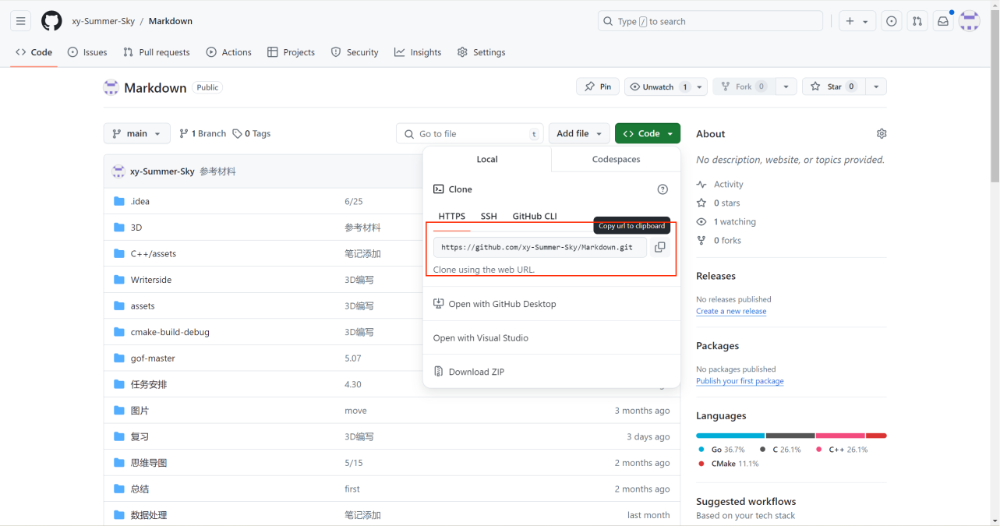 xy-Summer-Sky / Markdown
Type / to search
Code Issues Pull requests Actions Projects Security Insights Settings
Markdown Public
Pin Unwatch 1 Fork 0 Star 0
main 1 Branch 0 Tags
Go to file t
Add file Code
xy-Summer-Sky 参考材料
.idea 6/25
3D 参考材料
C++/assets 笔记添加
Writerside 3D编写
assets 3D编写
cmake-build-debug 3D编写
gof-master 5.07
任务安排 4.30
图片 move 3 months ago
复习 3D编写 3 days ago
思维导图 5/15 2 months ago
总结 first 2 months ago
数据处理 笔记添加 last month
Local Codespaces
Clone
HTTPS SSH GitHub CLI
Copy url to clipboard
https://github.com/xy-Summer-Sky/Markdown.git
Clone using the web URL.
Open with GitHub Desktop
Open with Visual Studio
Download ZIP
About
No description, website, or topics provided.
Activity
0 stars
1 watching
0 forks
Releases
No releases published
Create a new release
Packages
No packages published
Publish your first package
Languages
Go 36.7% C 26.1% C++ 26.1%
CMake 11.1%
Suggested workflows
Based on your tech stack